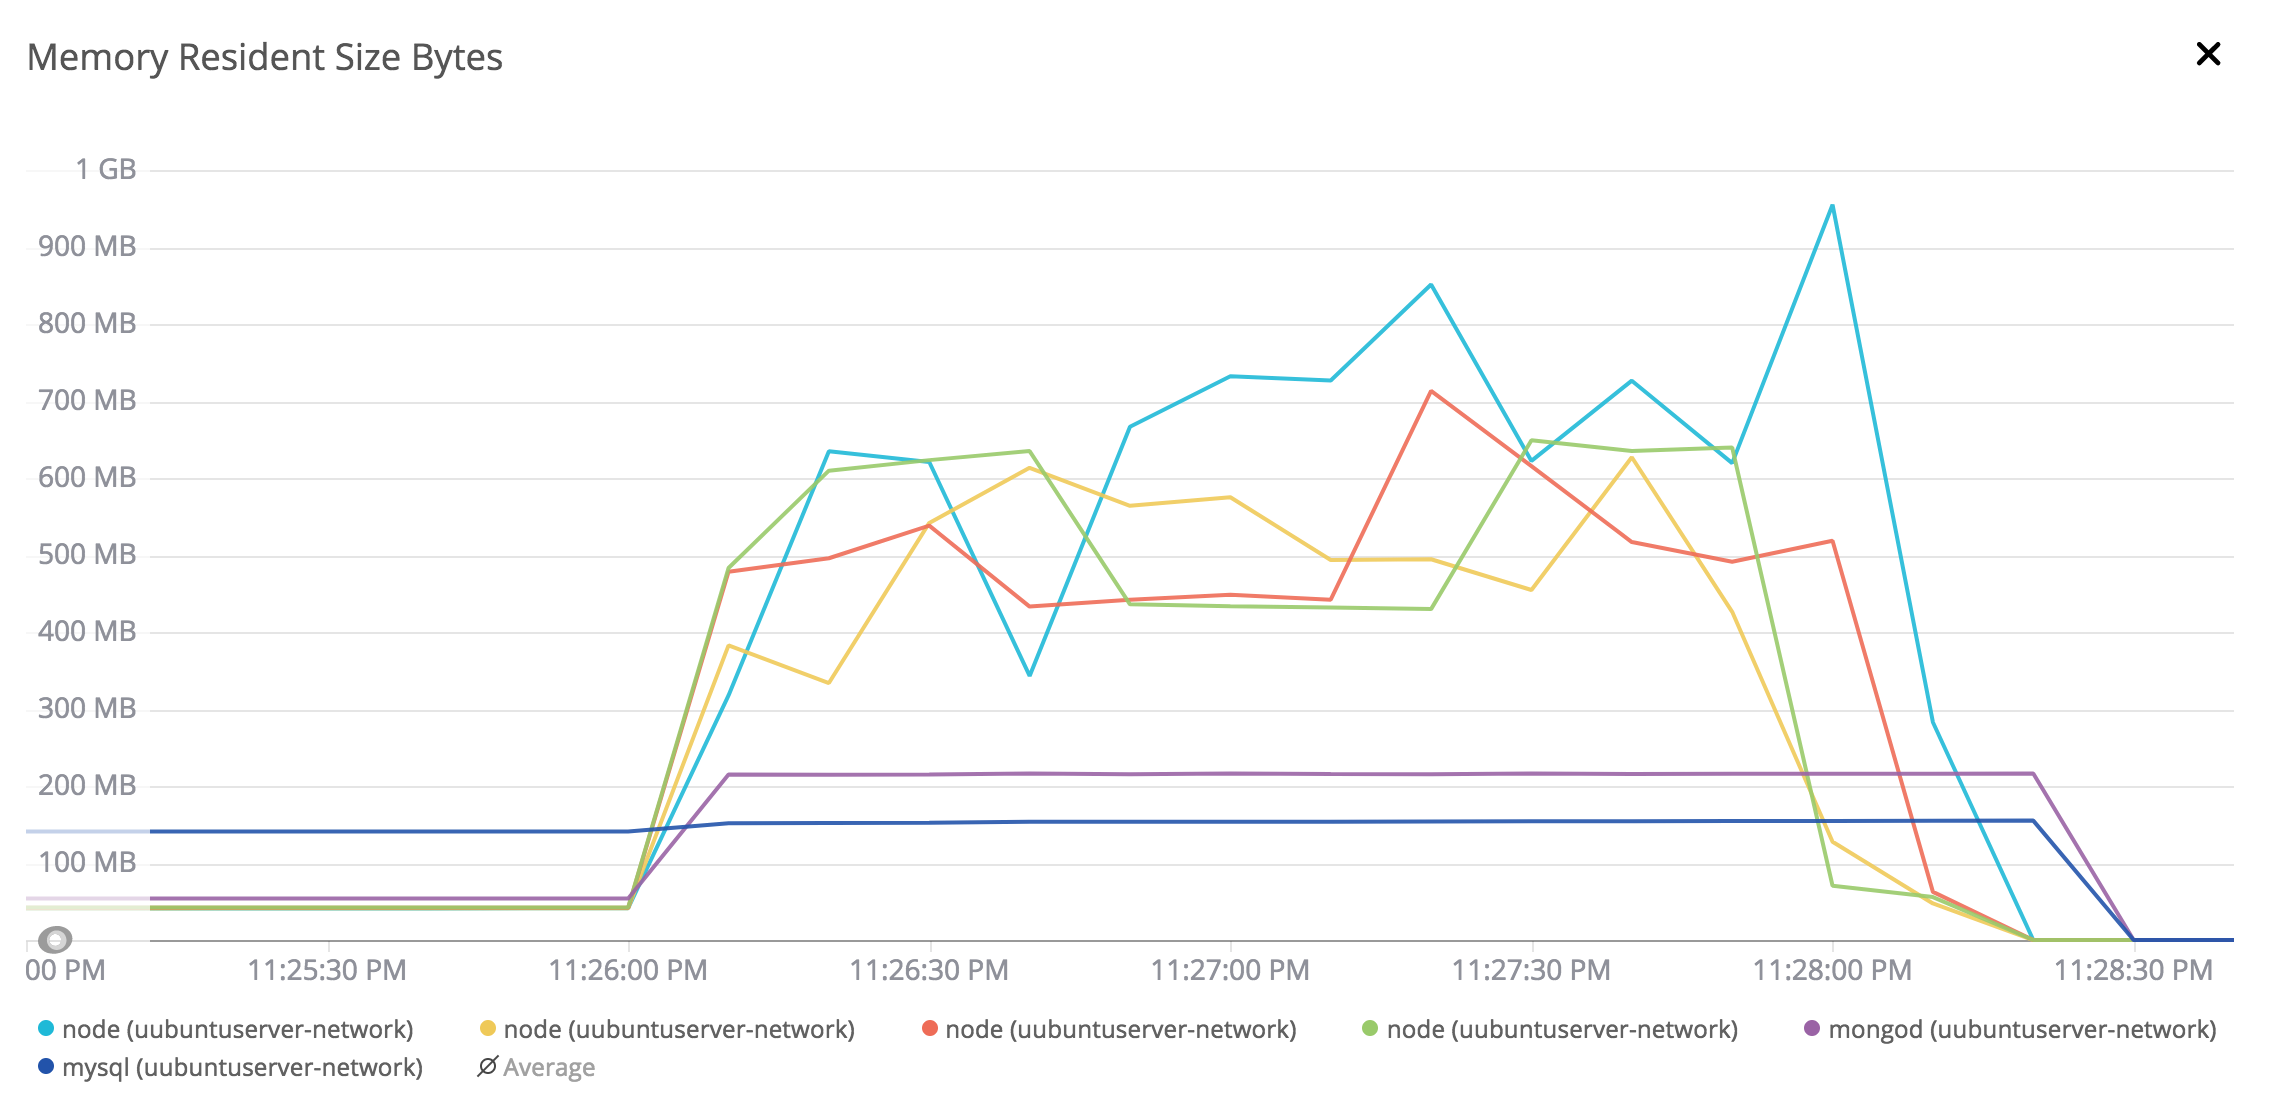 Memory Resident Size Bytes
1 GB
900 MB
800 MB
700 MB
600 MB
500 MB
400 MB
300 MB
200 MB
100 MB
00 PM 11:25:30 PM 11:26:00 PM 11:26:30 PM 11:27:00 PM 11:27:30 PM 11:28:00 PM 11:28:30 PM
node (uubuntuserver-network) node (uubuntuserver-network) node (uubuntuserver-network) node (uubuntuserver-network) mongod (uubuntuserver-network)
mysql (uubuntuserver-network) Average